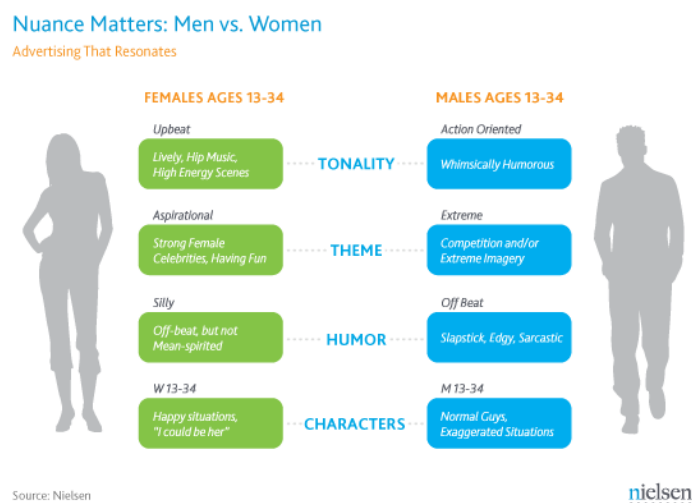 Nuance Matters: Men vs. Women
Advertising That Resonates
FEMALES AGES 13-34
MALES AGES 13-34
Upbeat
Action Oriented
Lively, Hip Music,
High Energy Scenes
TONALITY
Whimsically Humorous
Aspirational
Extreme
Strong Female
Celebrities, Having Fun
THEME
Competition and/or
Extreme Imagery
Silly
Off Beat
Off-beat, but not
Mean-spirited
HUMOR
Slapstick, Edgy, Sarcastic
W 13-34
M 13-34
Happy situations,
"I could be her"
CHARACTERS
Normal Guys,
Exaggerated Situations
Source: Nielsen
nielsen